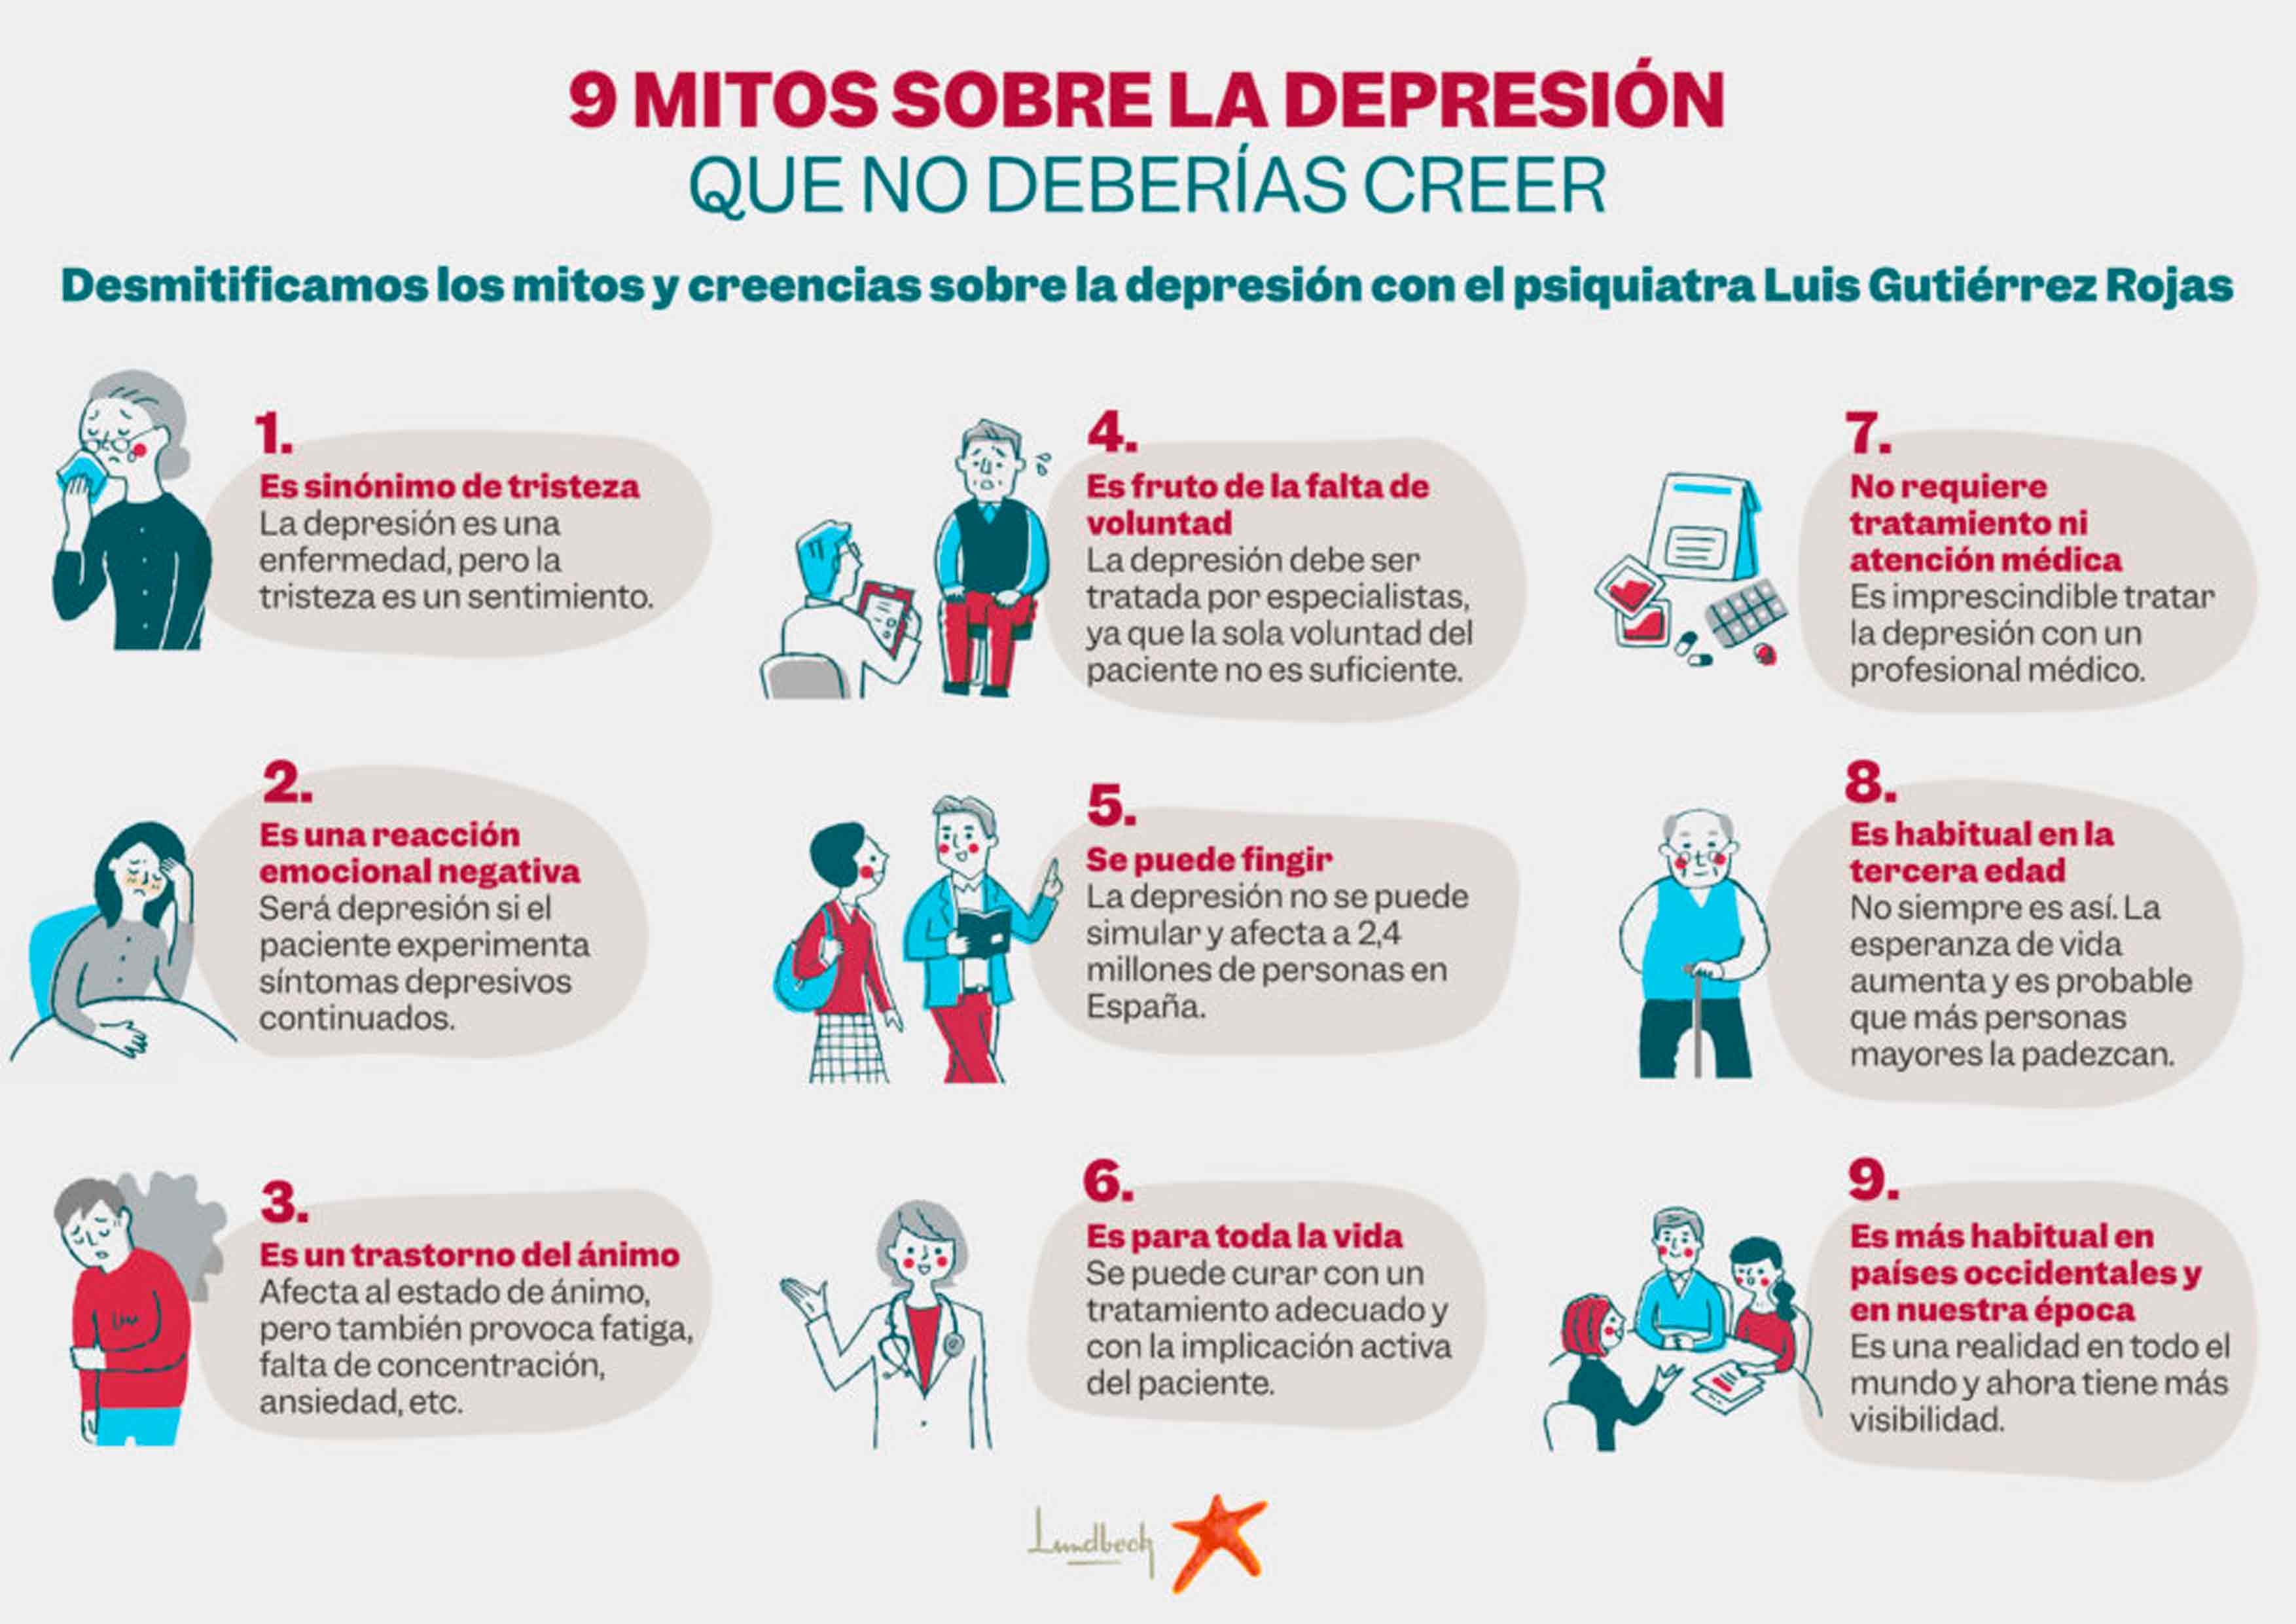 9 MITOS SOBRE LA DEPRESIÓN
QUE NO DEBERÍAS CREER
Desmitificamos los mitos y creencias sobre la depresión con el psiquiatra Luis Gutiérrez Rojas
1.
Es sinónimo de tristeza
La depresión es una
enfermedad, pero la
tristeza es un sentimiento.
2.
Es una reacción
emocional negativa
Será depresión si el
paciente experimenta
síntomas depresivos
continuados.
3.
Es un trastorno del ánimo
Afecta al estado de ánimo,
pero también provoca fatiga,
falta de concentración,
ansiedad, etc.
4.
Es fruto de la falta de
voluntad
La depresión debe ser
tratada por especialistas,
ya que la sola voluntad del
paciente no es suficiente.
5.
Se puede fingir
La depresión no se puede
simular y afecta a 2,4
millones de personas en
España.
6.
Es para toda la vida
Se puede curar con un
tratamiento adecuado y
con la implicación activa
del paciente.
7.
No requiere
tratamiento ni
atención médica
Es imprescindible tratar
la depresión con un
profesional médico.
8.
Es habitual en la
tercera edad
No siempre es así. La
esperanza de vida
aumenta y es probable
que más personas
mayores la padezcan.
9.
Es más habitual en
países occidentales y
en nuestra época
Es una realidad en todo el
mundo y ahora tiene más
visibilidad.
Lundbeck